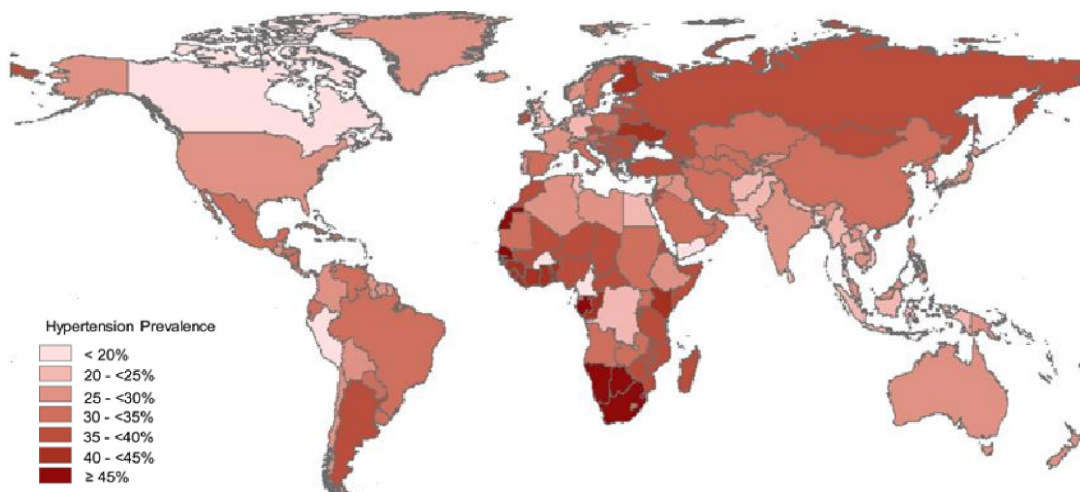 Hypertension Prevalence
< 20%
20 - <25%
25 - <30%
30 - <35%
35 - <40%
40 - <45%
≥ 45%